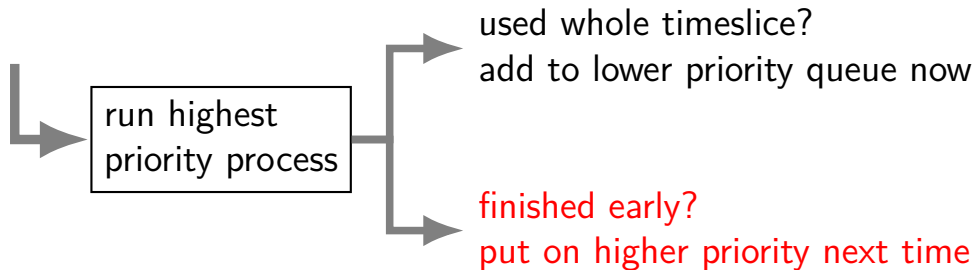 used whole timeslice?
add to lower priority queue now
run highest
priority process
finished early?
put on higher priority next time